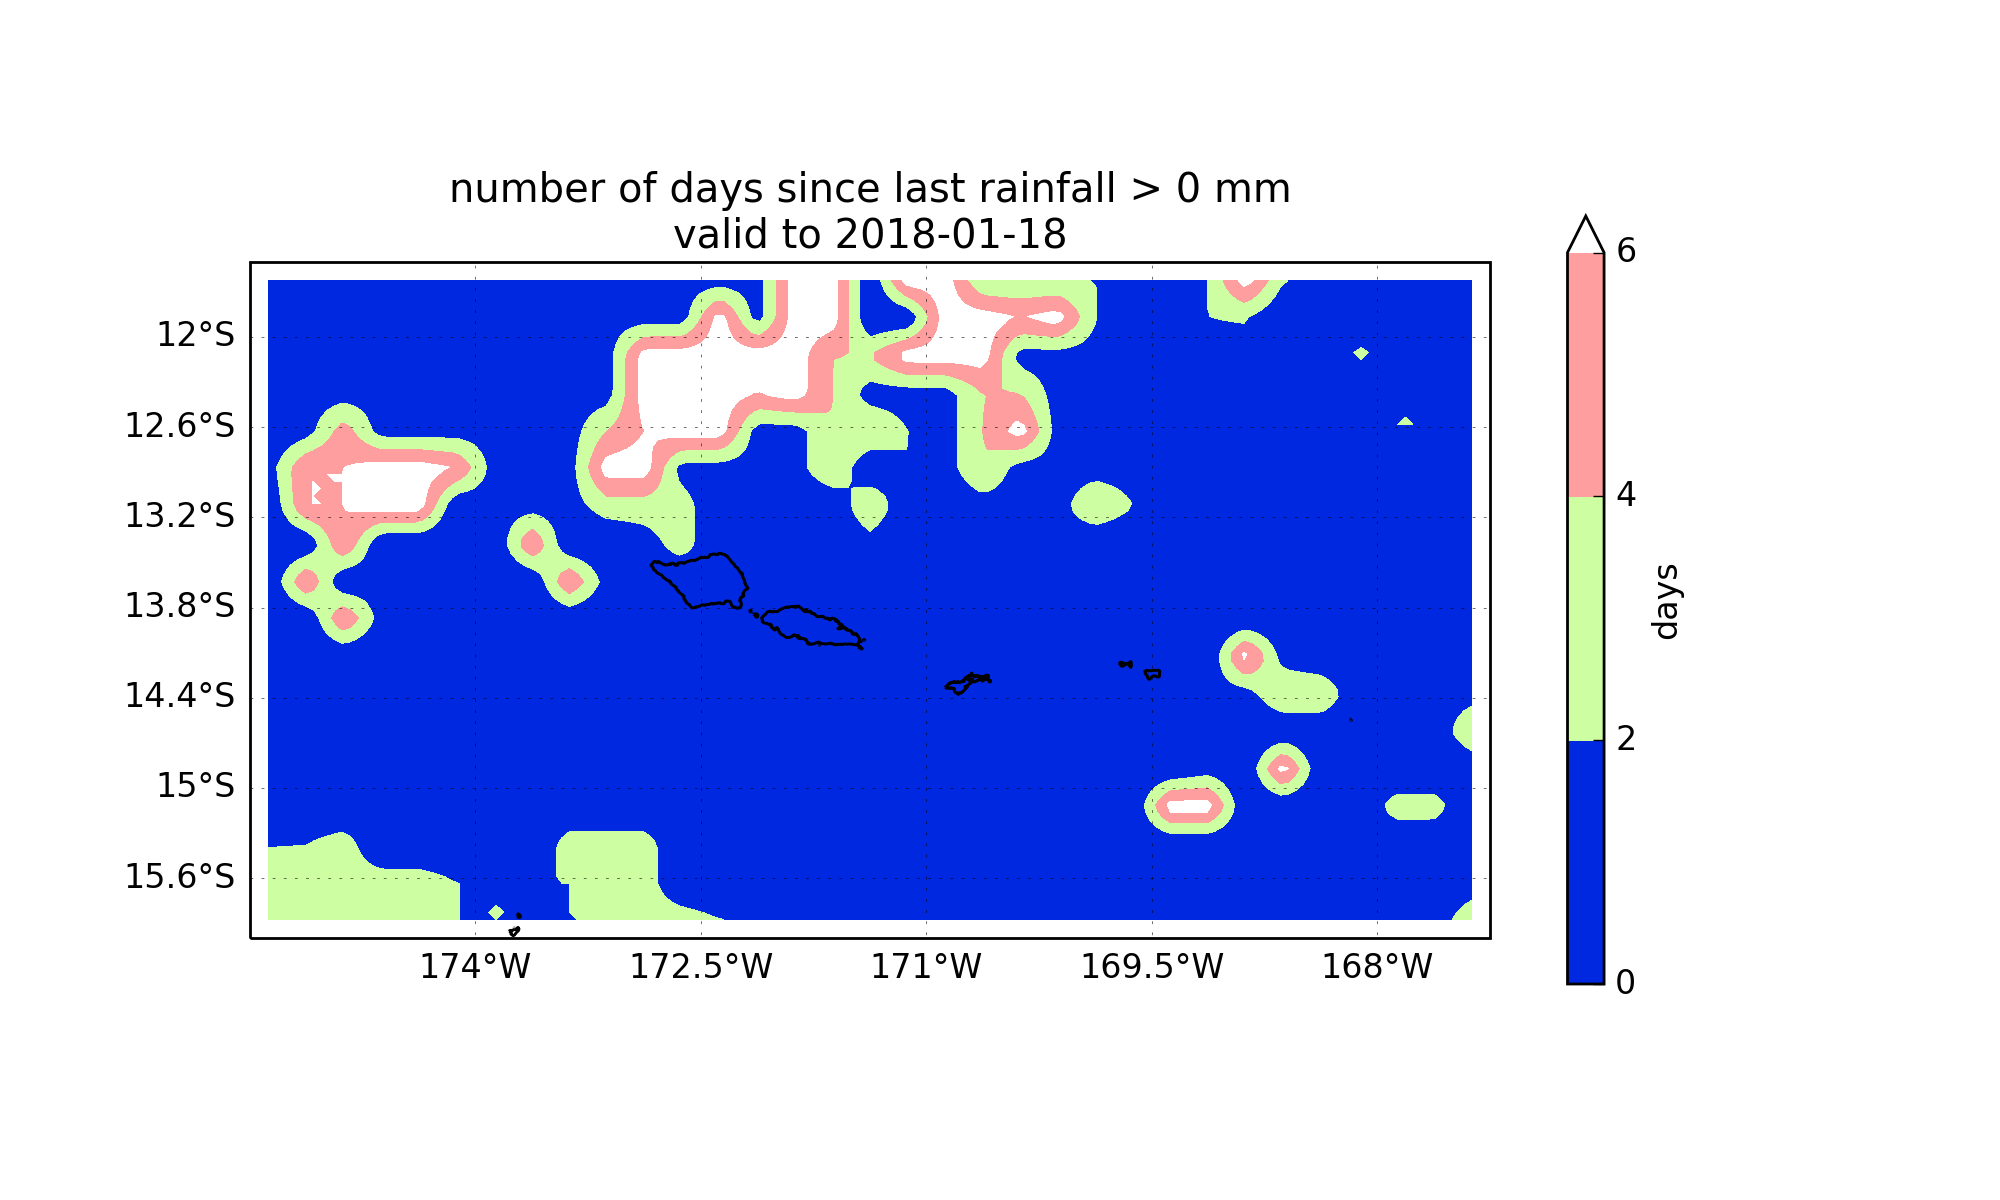 number of days since last rainfall > 0 mm
valid to 2018-01-18
12°S
12.6°S
13.2°S
13.8°S
14.4°S
15°S
15.6°S
174°W
172.5°W
171°W
169.5°W
168°W
6
4
2
0
days